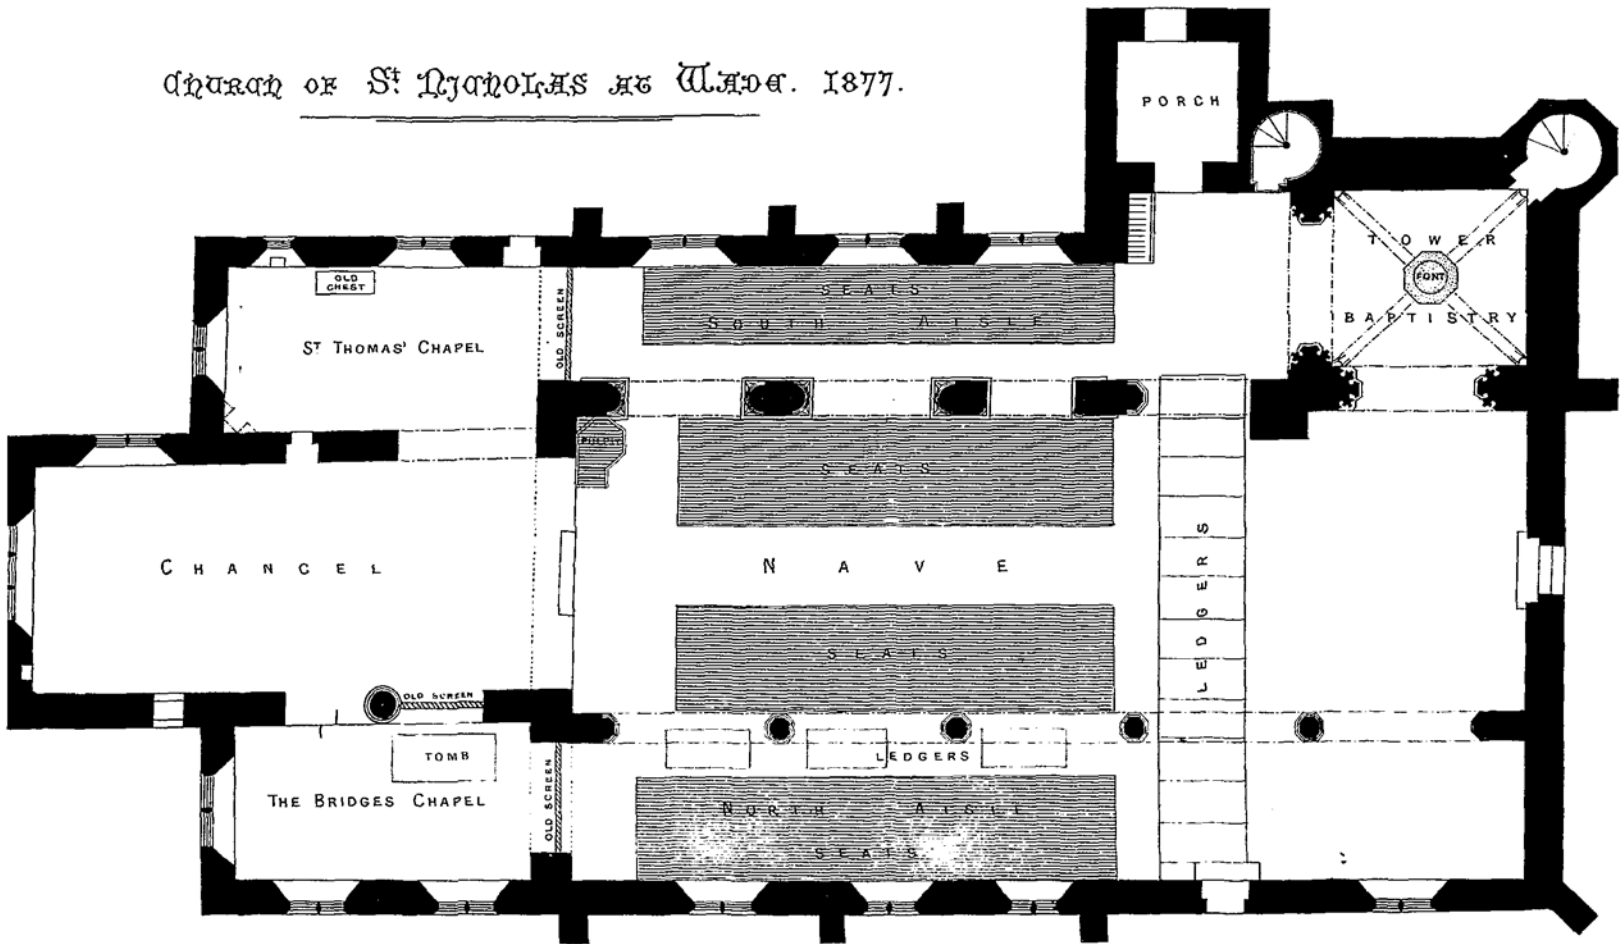 CHURCH OF St NICHOLAS AT WADE. 1877.
PORCH
TOWER
FONT
BAPTISTRY
OLD
CHEST
OLD SCREEN
SEATS
SOUTH AISLE
ST THOMAS' CHAPEL
PULPIT
SEATS
CHANCEL
NAVE
LEDGERS
SEATS
OLD SCREEN
TOMB
LEDGERS
THE BRIDGES CHAPEL
OLD SCREEN
NORTH AISLE
SEATS